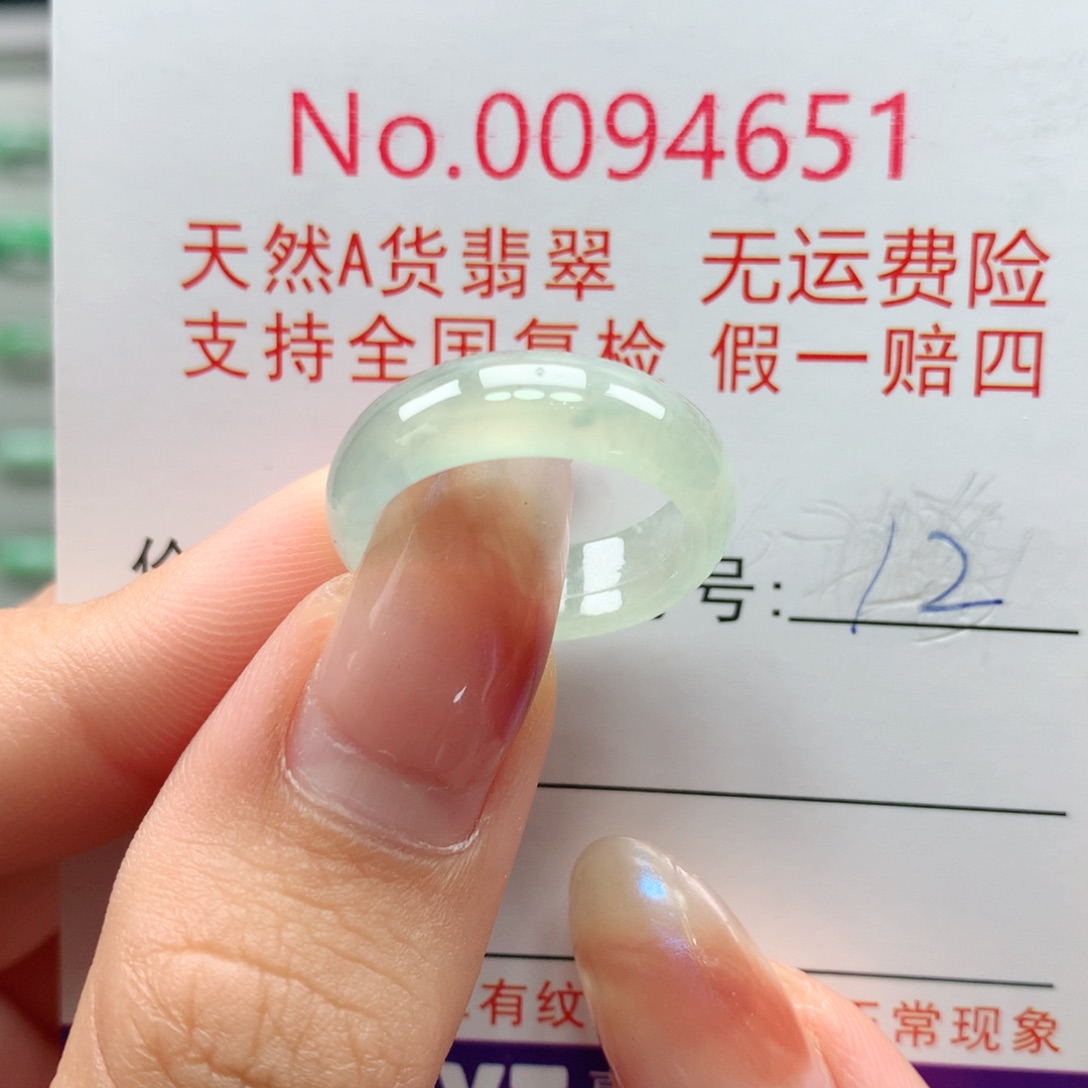 No.0094651
天然A货翡翠 无运费险
支持全国复检 假一赔四
号: 12
有纹 正常现象